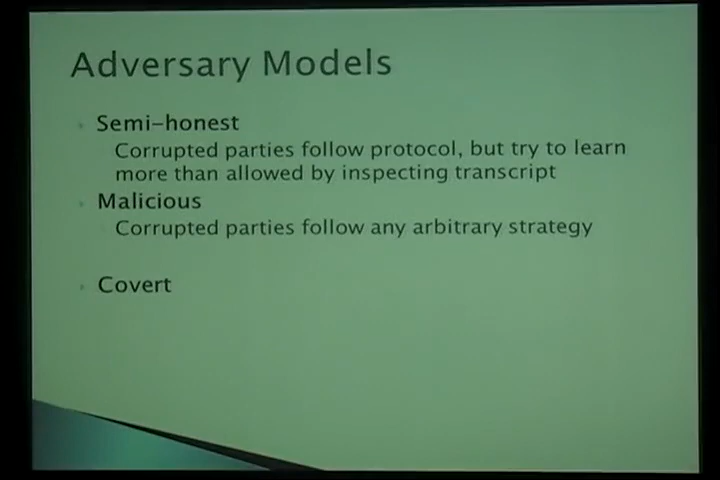 Adversary Models
Semi-honest
Corrupted parties follow protocol, but try to learn
more than allowed by inspecting transcript
Malicious
Corrupted parties follow any arbitrary strategy
Covert